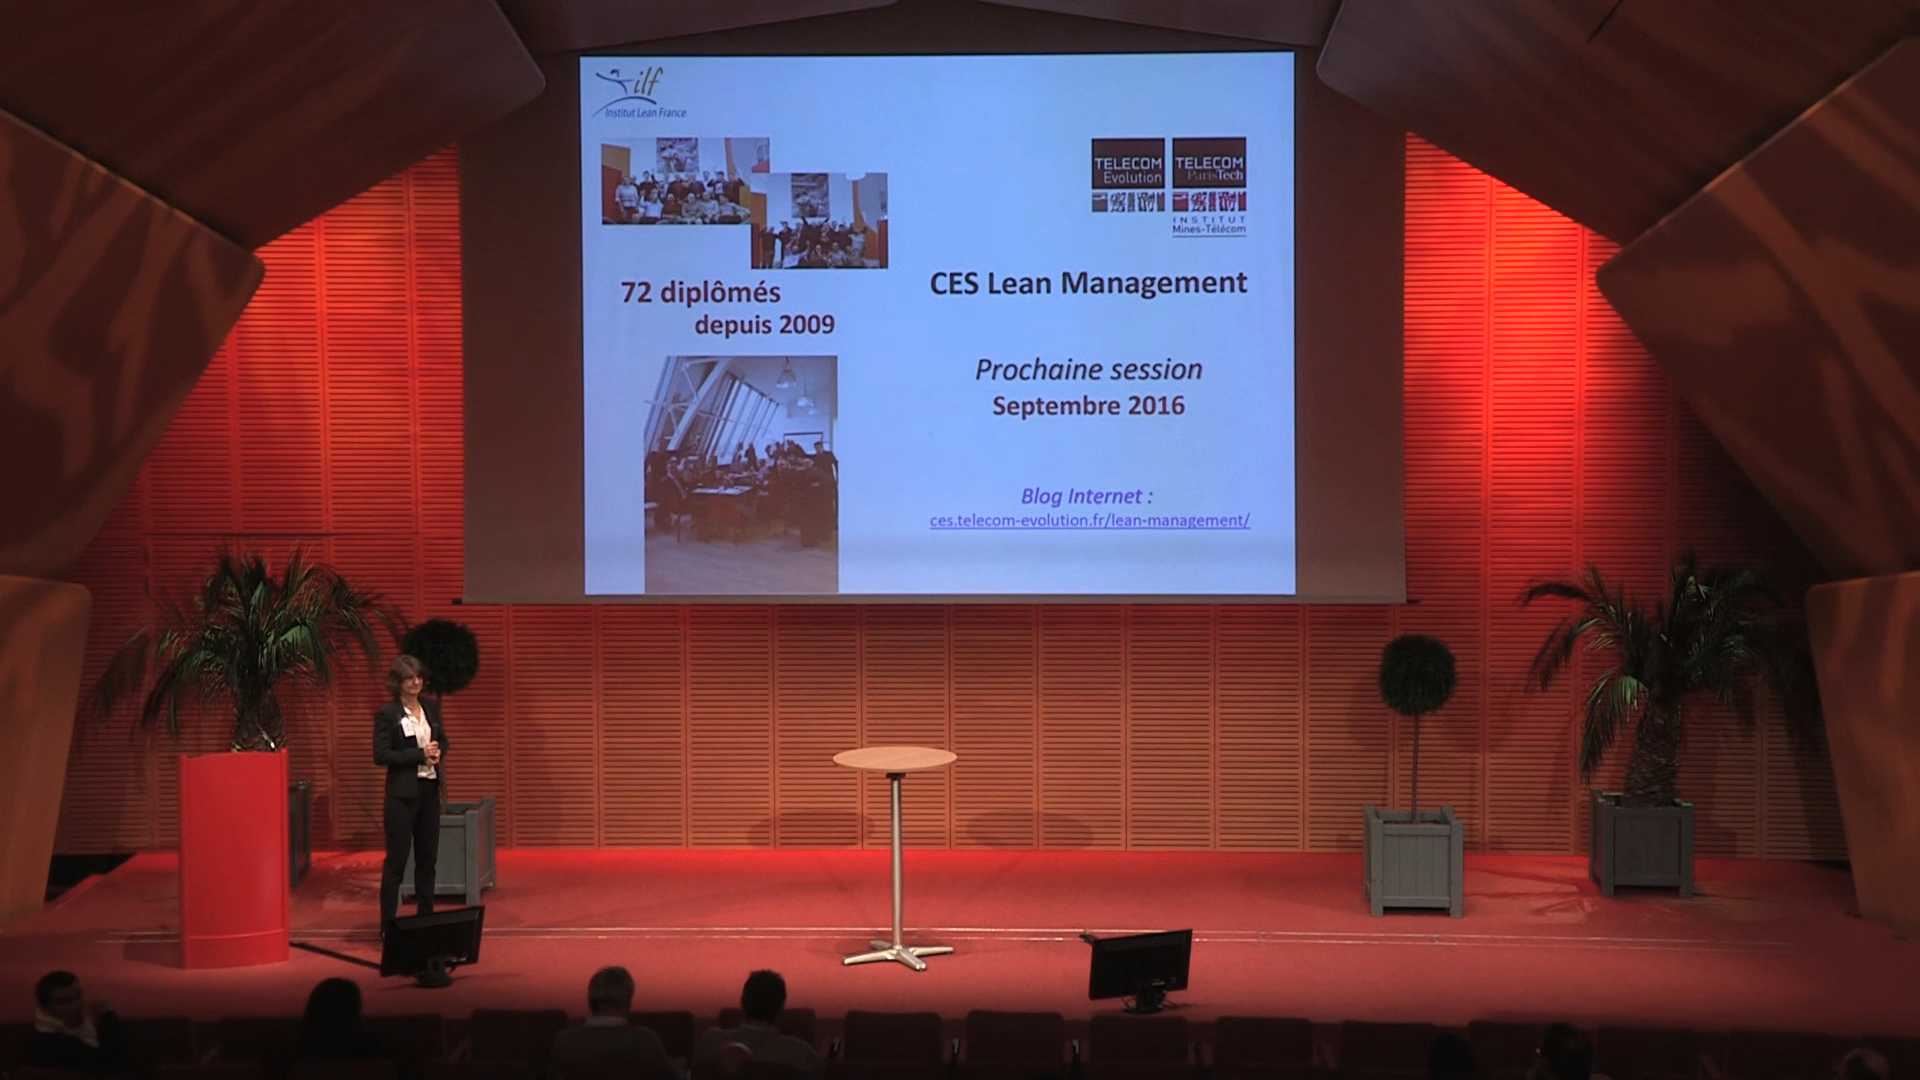 ilf
Institut Lean France
TELECOM
Evolution
TELECOM
ParisTech
INSTITUT
Mines-Télécom
72 diplômés
depuis 2009
CES Lean Management
Prochaine session
Septembre 2016
Blog Internet :
ces.telecom-evolution.fr/lean-management/